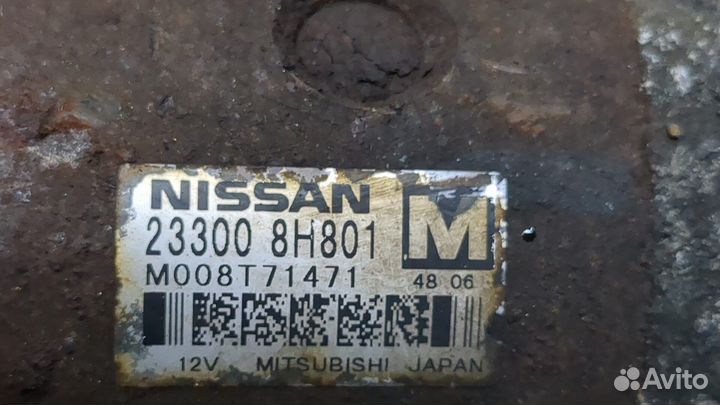 NISSAN
23300 8H801
M
M008T71471
48 06
12V MITSUBISHI JAPAN
Avito